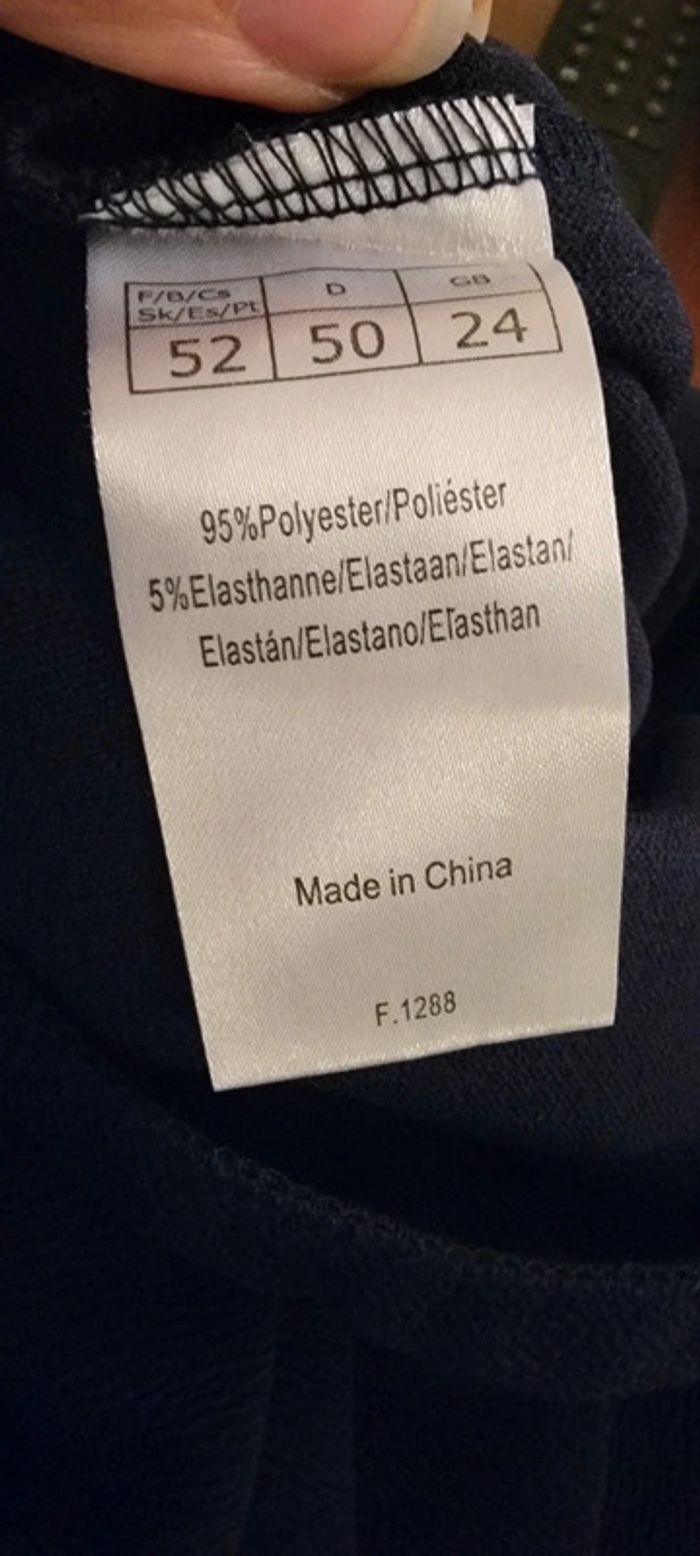 F/B/Cs Sk/Es/Pt D GB
52 50 24
95%Polyester/Poliéster
5%Elasthanne/Elastaan/Elastan/
Elastán/Elastano/Eľasthan
Made in China
F.1288